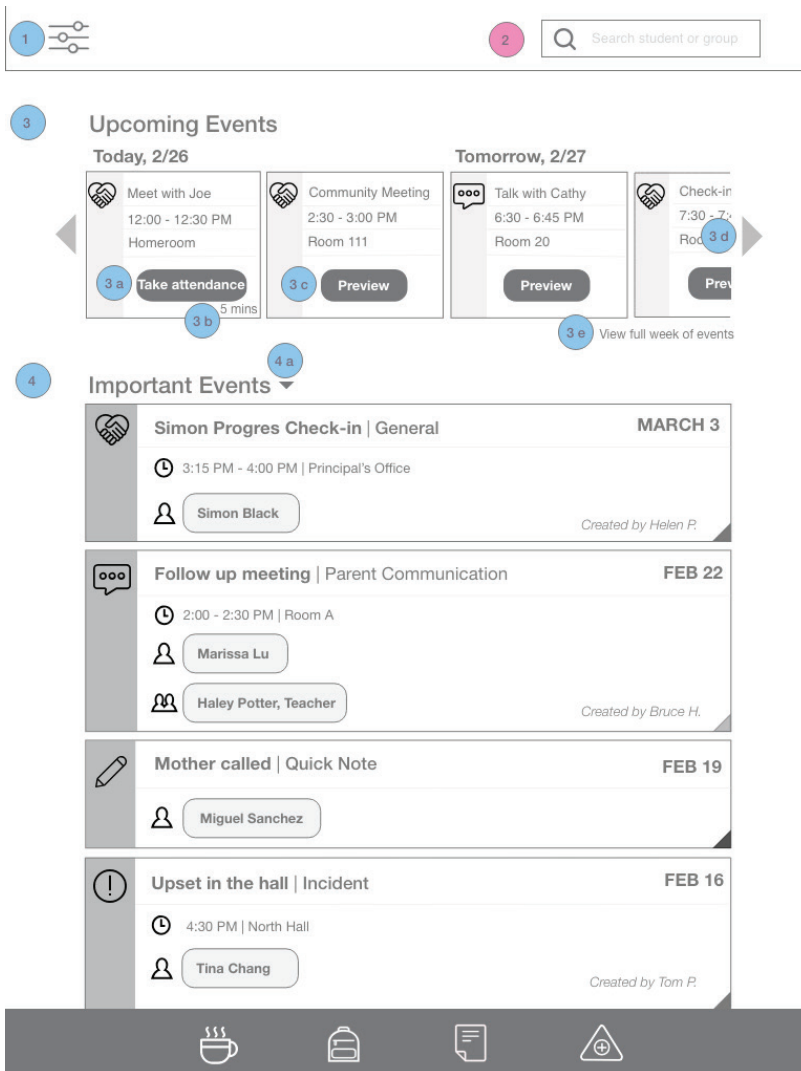 1
2
Search student or group
3
Upcoming Events
Today, 2/26
Tomorrow, 2/27
Meet with Joe
12:00 - 12:30 PM
Homeroom
3 a
Take attendance
3 b
5 mins
Community Meeting
2:30 - 3:00 PM
Room 111
3 c
Preview
Talk with Cathy
6:30 - 6:45 PM
Room 20
Preview
Check-in
7:30 -
3 d
3 e
View full week of events
4
4 a
Important Events
Simon Progres Check-in | General
MARCH 3
3:15 PM - 4:00 PM | Principal's Office
Simon Black
Created by Helen P.
Follow up meeting | Parent Communication
FEB 22
2:00 - 2:30 PM | Room A
Marissa Lu
Haley Potter, Teacher
Created by Bruce H.
Mother called | Quick Note
FEB 19
Miguel Sanchez
Upset in the hall | Incident
FEB 16
4:30 PM | North Hall
Tina Chang
Created by Tom P.